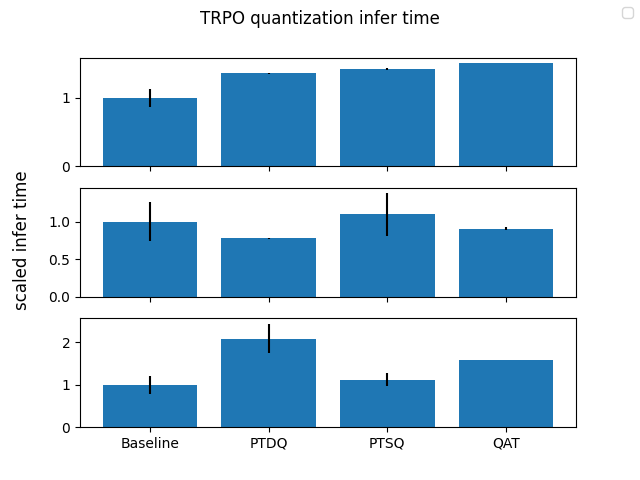 TRPO quantization infer time
1
0
1.0
0.5
0.0
scaled infer time
2
1
0
Baseline PTDQ PTSQ QAT